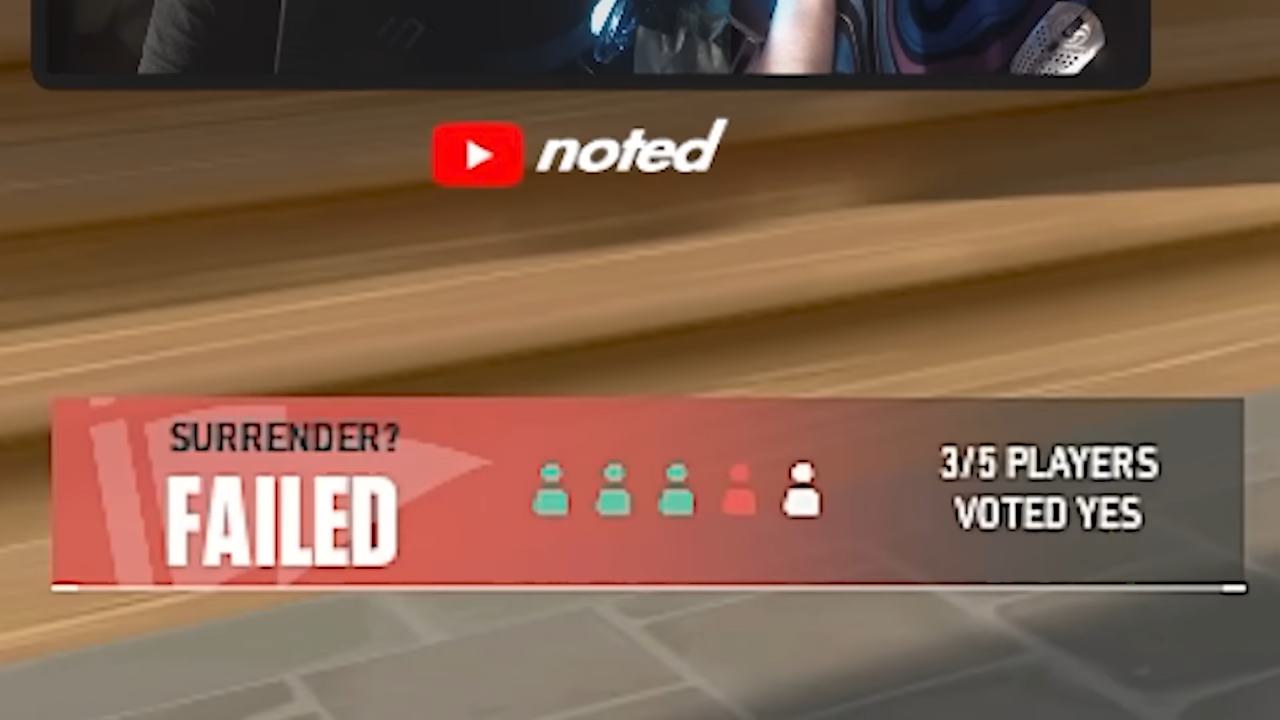 noted
SURRENDER?
FAILED
3/5 PLAYERS
VOTED YES